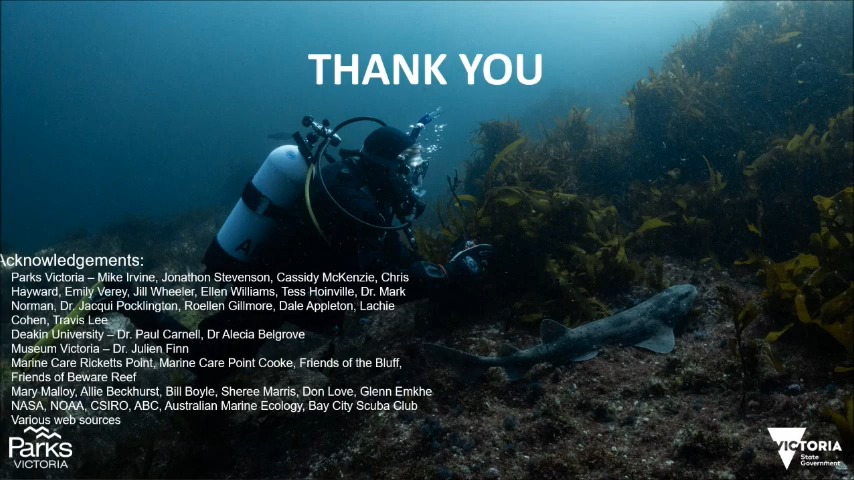 THANK YOU
A
Acknowledgements:
Parks Victoria – Mike Irvine, Jonathon Stevenson, Cassidy McKenzie, Chris
Hayward, Emily Verey, Jill Wheeler, Ellen Williams, Tess Hoinville, Dr. Mark
Norman, Dr. Jacqui Pocklington, Roellen Gillmore, Dale Appleton, Lachie
Cohen, Travis Lee
Deakin University – Dr. Paul Carnell, Dr Alecia Belgrove
Museum Victoria – Dr. Julien Finn
Marine Care Ricketts Point, Marine Care Point Cooke, Friends of the Bluff,
Friends of Beware Reef
Mary Malloy, Allie Beckhurst, Bill Boyle, Sheree Marris, Don Love, Glenn Emkhe
NASA, NOAA, CSIRO, ABC, Australian Marine Ecology, Bay City Scuba Club
Various web sources
Parks
VICTORIA
VICTORIA
State
Government